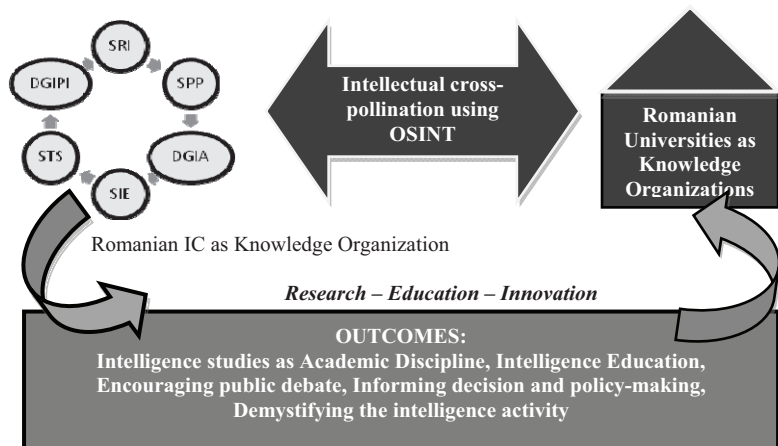 SRI
SPP
DGIA
SIE
STS
DGIPI
Intellectual cross-
pollination using
OSINT
Romanian
Universities as
Knowledge
Organizations
Romanian IC as Knowledge Organization
Research – Education – Innovation
OUTCOMES:
Intelligence studies as Academic Discipline, Intelligence Education,
Encouraging public debate, Informing decision and policy-making,
Demystifying the intelligence activity